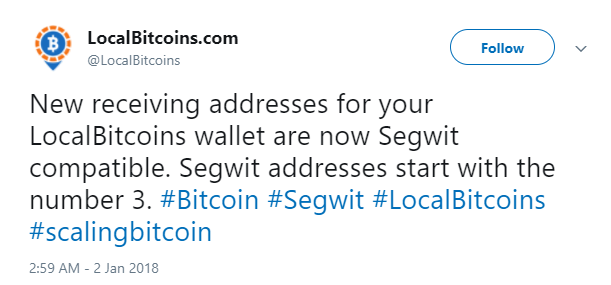 LocalBitcoins.com
@LocalBitcoins
Follow
New receiving addresses for your
LocalBitcoins wallet are now Segwit
compatible. Segwit addresses start with the
number 3. #Bitcoin #Segwit #LocalBitcoins
#scalingbitcoin
2:59 AM - 2 Jan 2018